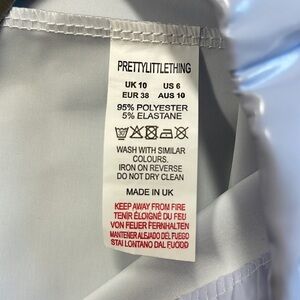 PRETTYLITTLETHING
UK 10 US 6
EUR 38 AUS 10
95% POLYESTER
5% ELASTANE
WASH WITH SIMILAR
COLOURS.
IRON ON REVERSE
DO NOT DRY CLEAN
MADE IN UK
KEEP AWAY FROM FIRE
TENIR ÉLOIGNÉ DU FEU
VON FEUER FERNHALTEN
MANTENER ALEJADO DEL FUEGO
STAI LONTANO DAL FUOCO